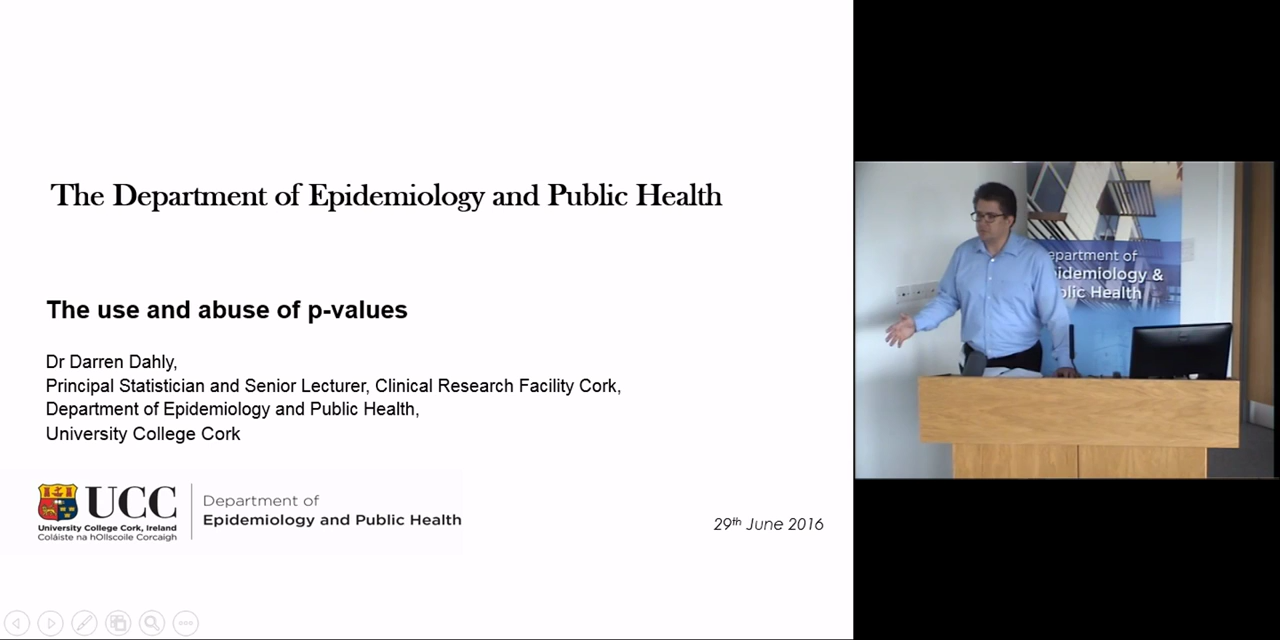 The Department of Epidemiology and Public Health
The use and abuse of p-values
Dr Darren Dahly,
Principal Statistician and Senior Lecturer, Clinical Research Facility Cork,
Department of Epidemiology and Public Health,
University College Cork
UCC
University College Cork, Ireland
Coláiste na hOllscoile Corcaigh
Department of
Epidemiology and Public Health
29th June 2016
epartment of
idemiology &
blic Health